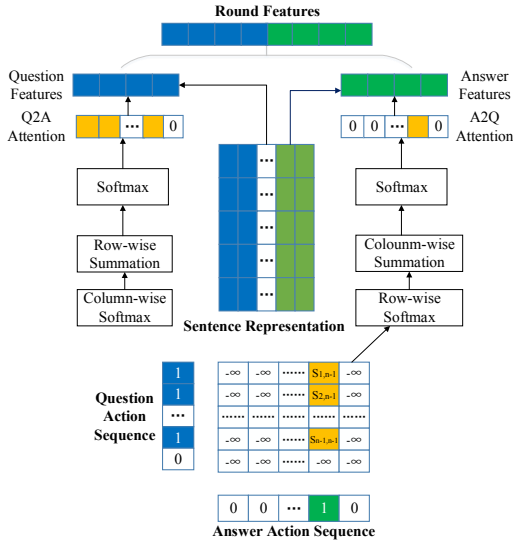 Round Features
Question
Features
Answer
Features
Q2A
Attention
... 0
0 0 ... 0
A2Q
Attention
Softmax
Softmax
Row-wise
Summation
Colounm-wise
Summation
Column-wise
Softmax
Row-wise
Softmax
...
...
...
...
...
Sentence Representation
Question
Action
Sequence
1
1
...
1
0
-∞ -∞ ...... S1,n-1 -∞
-∞ -∞ ...... S2,n-1 -∞
...... ...... ...... ...... ......
-∞ -∞ ...... Sn-1,n-1 -∞
-∞ -∞ ...... -∞ -∞
0 0 ... 1 0
Answer Action Sequence